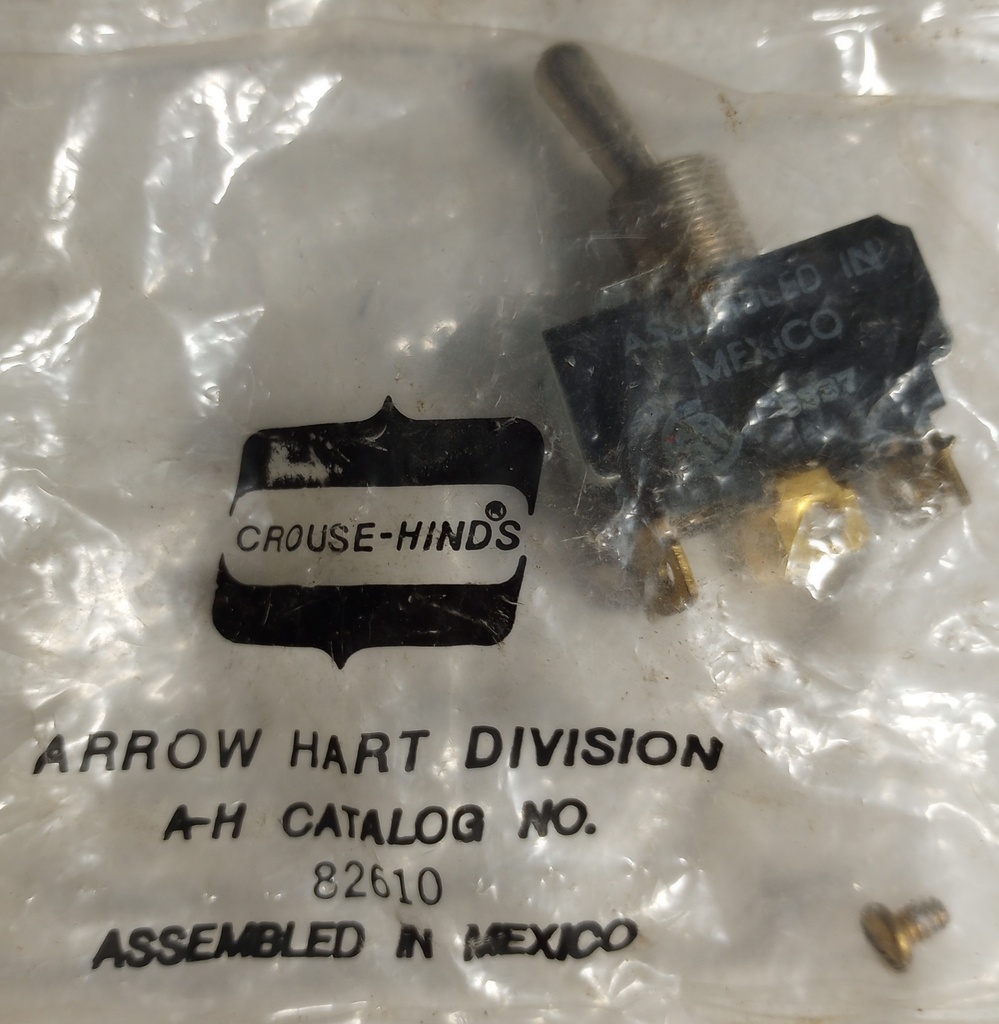 ASSEMBLED IN
MEXICO
CROUSE-HINDS®
ARROW HART DIVISION
A-H CATALOG NO.
82610
ASSEMBLED IN MEXICO